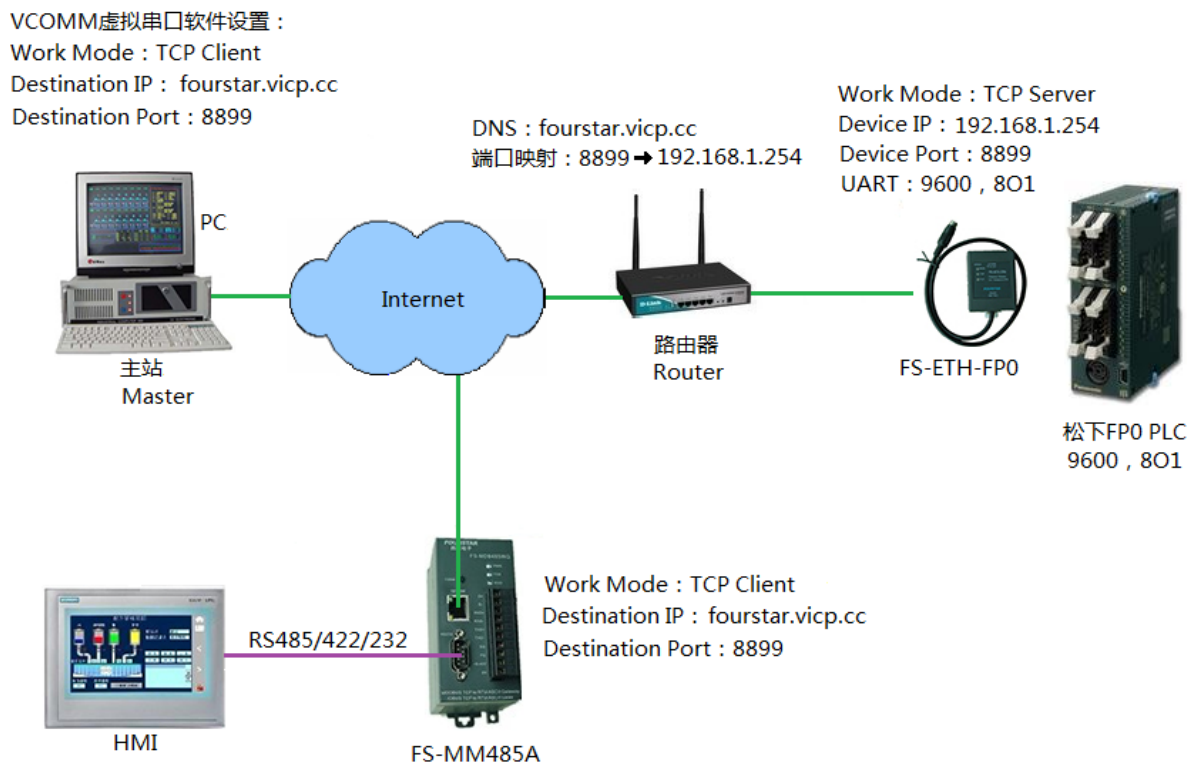 VCOMM虚拟串口软件设置：
Work Mode：TCP Client
Destination IP： fourstar.vicp.cc
Destination Port：8899
Work Mode：TCP Server
Device IP：192.168.1.254
Device Port：8899
UART：9600，8O1
DNS：fourstar.vicp.cc
端口映射：8899➔192.168.1.254
PC
Internet
D-Link
主站
Master
路由器
Router
FS-ETH-FP0
松下FP0 PLC
9600，8O1
Work Mode：TCP Client
Destination IP：fourstar.vicp.cc
Destination Port：8899
RS485/422/232
HMI
FS-MM485A